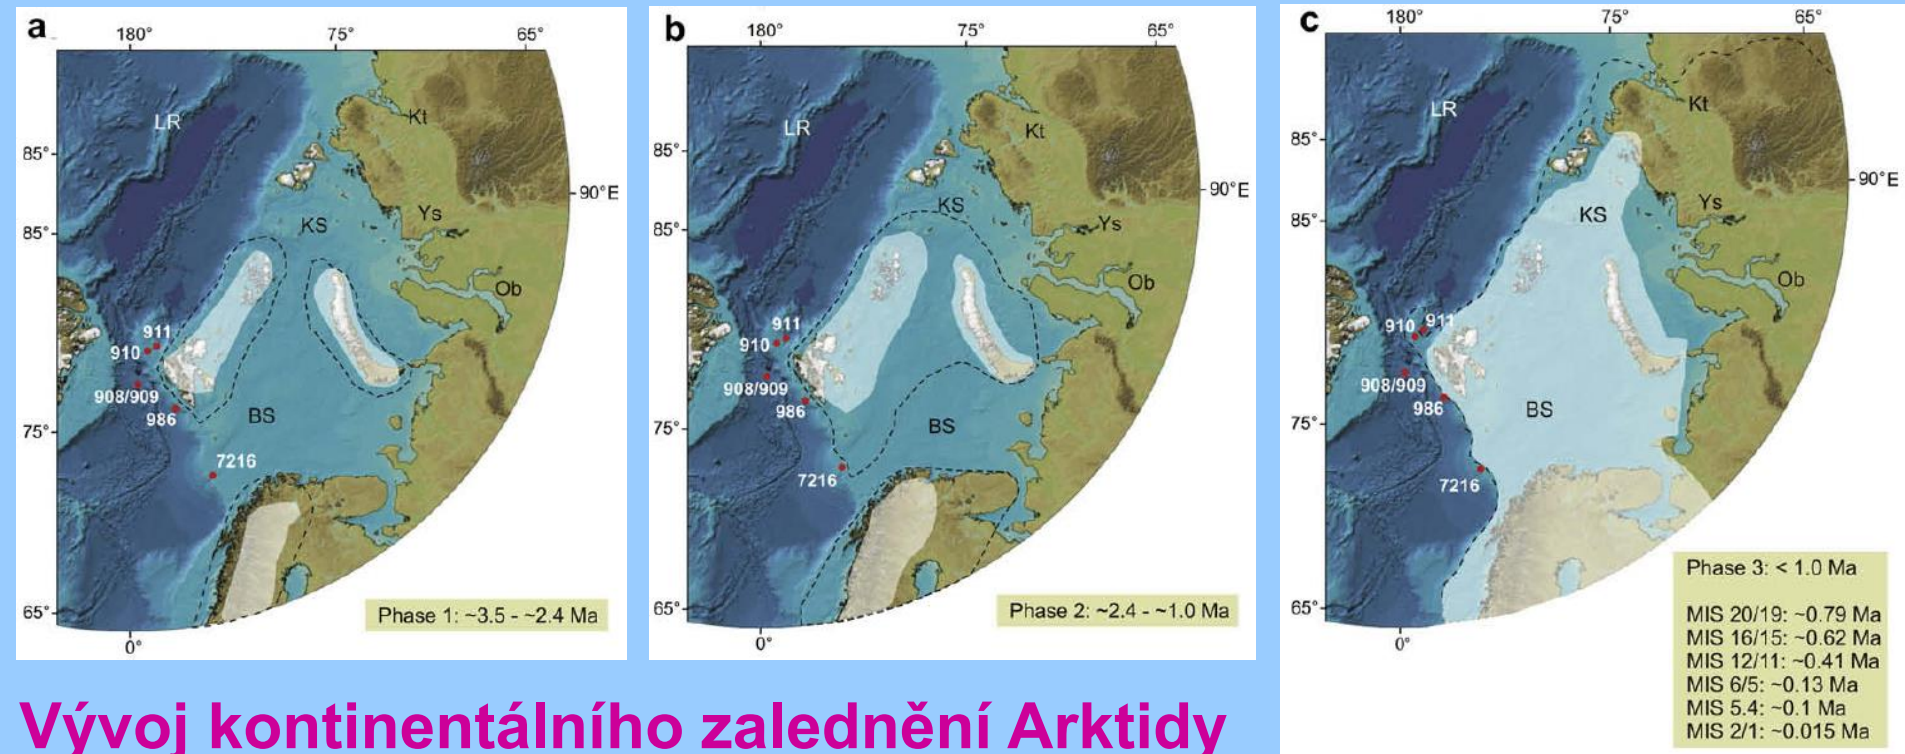 a
180°
75°
65°
LR
Kt
85°
90°E
Ys
85°
KS
Ob
911
910
908/909
986
BS
75°
7216
65°
Phase 1: ~3.5 - ~2.4 Ma
0°
b
180°
75°
65°
LR
Kt
85°
90°E
KS
Ys
85°
Ob
911
910
908/909
986
BS
75°
7216
65°
Phase 2: ~2.4 - ~1.0 Ma
0°
c
180°
75°
65°
LR
Kt
85°
90°E
Ys
KS
85°
Ob
910
911
908/909
986
BS
75°
7216
65°
0°
Phase 3: < 1.0 Ma
MIS 20/19: ~0.79 Ma
MIS 16/15: ~0.62 Ma
MIS 12/11: ~0.41 Ma
MIS 6/5: ~0.13 Ma
MIS 5.4: ~0.1 Ma
MIS 2/1: ~0.015 Ma
Vývoj kontinentálního zalednění Arktidy